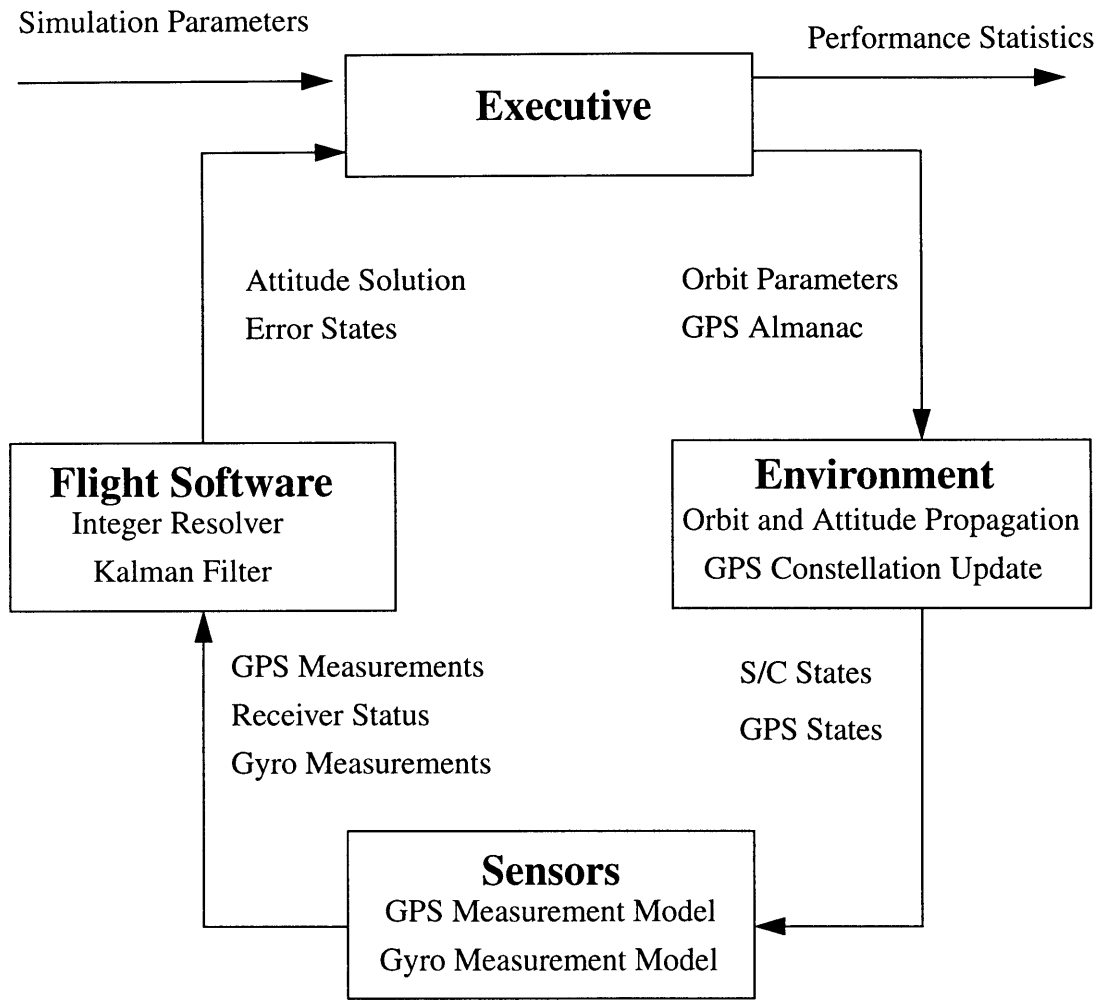 Simulation Parameters
Performance Statistics
Executive
Attitude Solution
Error States
Orbit Parameters
GPS Almanac
Flight Software
Integer Resolver
Kalman Filter
Environment
Orbit and Attitude Propagation
GPS Constellation Update
GPS Measurements
Receiver Status
Gyro Measurements
S/C States
GPS States
Sensors
GPS Measurement Model
Gyro Measurement Model